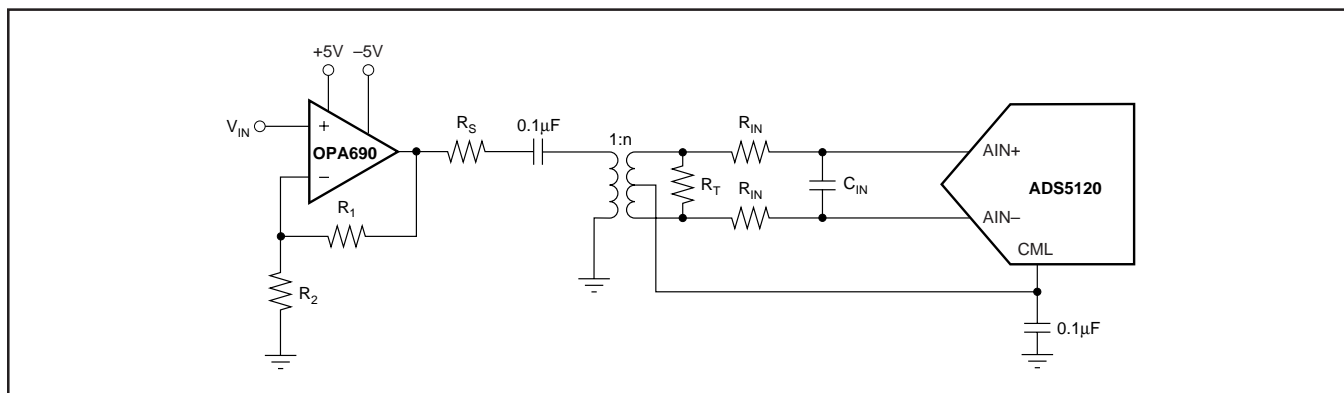 +5V –5V
V_IN
+
OPA690
–
R_S
0.1µF
1:n
R_IN
AIN+
R_T
R_IN
C_IN
ADS5120
AIN–
R_1
CML
R_2
0.1µF